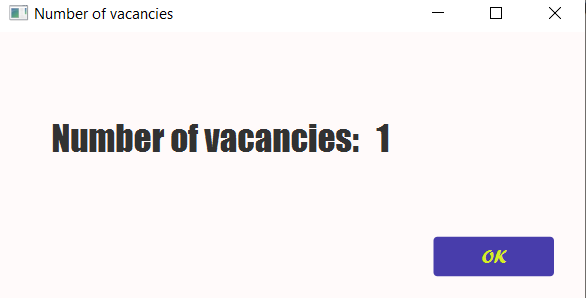 Number of vacancies
Number of vacancies: 1
OK